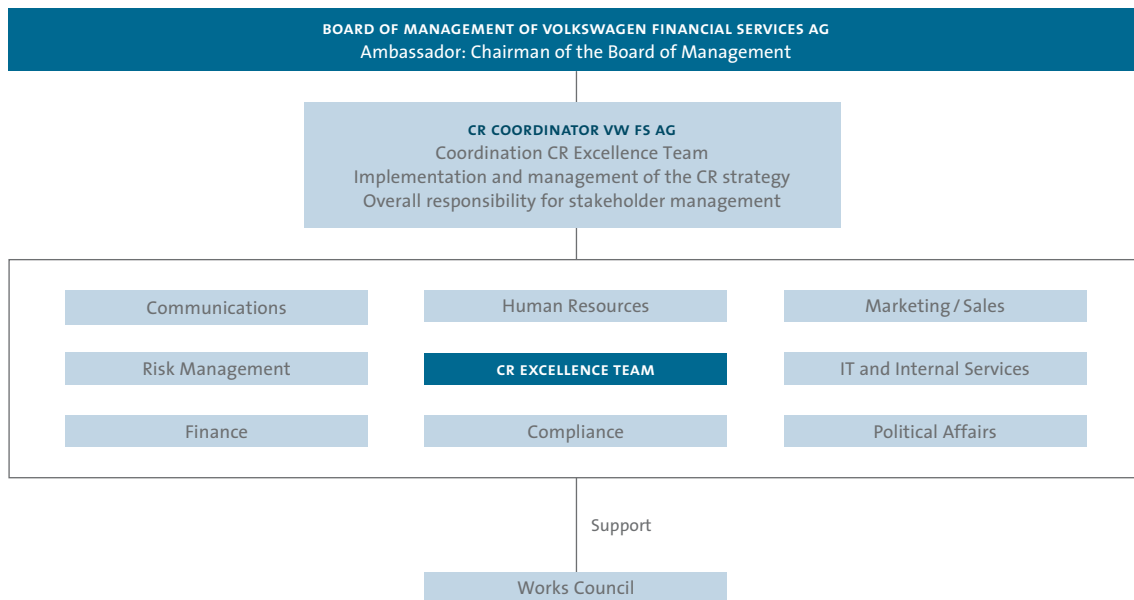 BOARD OF MANAGEMENT OF VOLKSWAGEN FINANCIAL SERVICES AG
Ambassador: Chairman of the Board of Management
CR COORDINATOR VW FS AG
Coordination CR Excellence Team
Implementation and management of the CR strategy
Overall responsibility for stakeholder management
Communications
Human Resources
Marketing / Sales
Risk Management
CR EXCELLENCE TEAM
IT and Internal Services
Finance
Compliance
Political Affairs
Support
Works Council